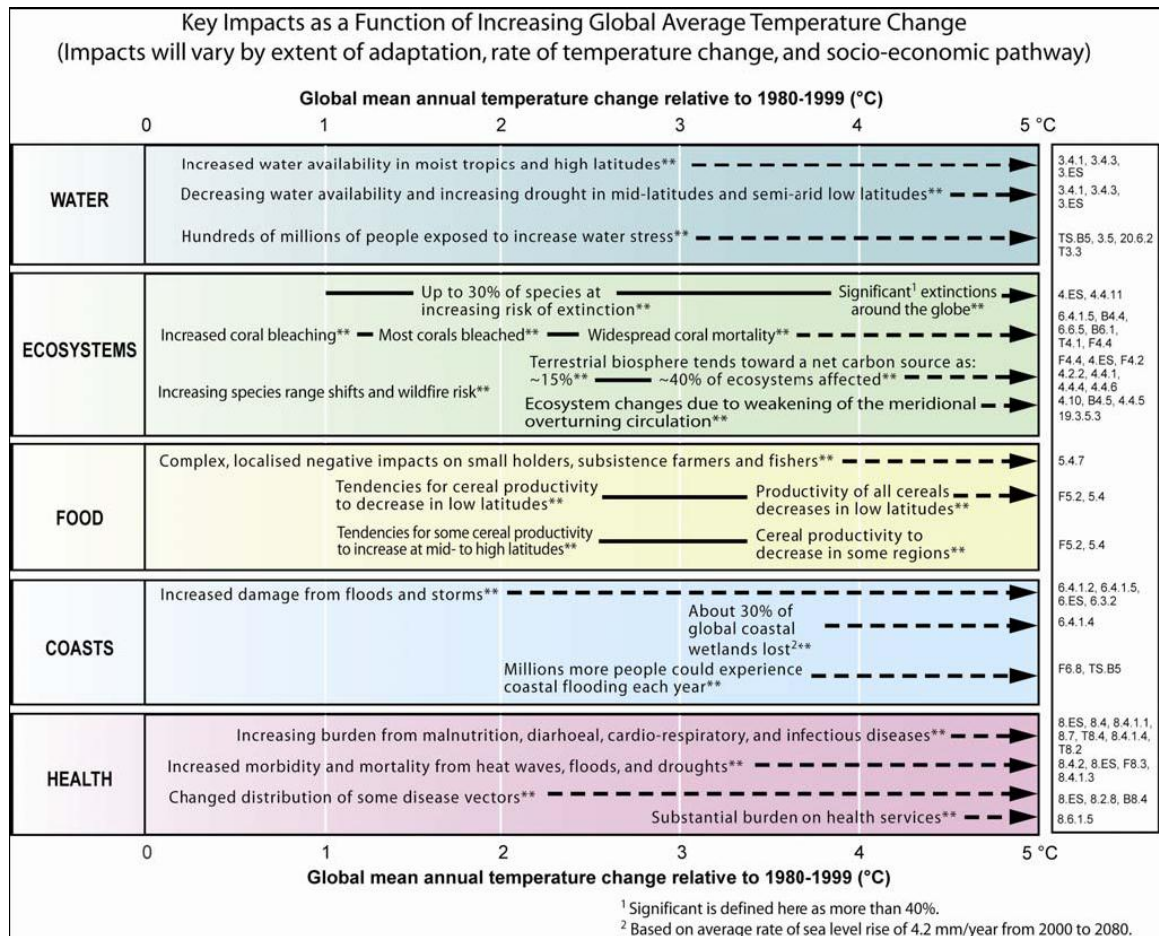 Key Impacts as a Function of Increasing Global Average Temperature Change
(Impacts will vary by extent of adaptation, rate of temperature change, and socio-economic pathway)
Global mean annual temperature change relative to 1980-1999 (°C)
0 1 2 3 4 5 °C
WATER
Increased water availability in moist tropics and high latitudes**
Decreasing water availability and increasing drought in mid-latitudes and semi-arid low latitudes**
Hundreds of millions of people exposed to increase water stress**
3.4.1, 3.4.3,
3.ES
3.4.1, 3.4.3,
3.ES
TS.B5, 3.5, 20.6.2
T3.3
ECOSYSTEMS
Up to 30% of species at
increasing risk of extinction**
Significant¹ extinctions
around the globe**
Increased coral bleaching** Most corals bleached** Widespread coral mortality**
Terrestrial biosphere tends toward a net carbon source as:
~15%** ~40% of ecosystems affected**
Increasing species range shifts and wildfire risk**
Ecosystem changes due to weakening of the meridional
overturning circulation**
4.ES, 4.4.11
6.4.1.5, B4.4,
6.6.5, B6.1,
T4.1, F4.4
F4.4, 4.ES, F4.2
4.2.2, 4.4.1,
4.4.4, 4.4.6
4.10, B4.5, 4.4.5
19.3.5.3
FOOD
Complex, localised negative impacts on small holders, subsistence farmers and fishers**
Tendencies for cereal productivity
to decrease in low latitudes**
Productivity of all cereals
decreases in low latitudes**
Tendencies for some cereal productivity
to increase at mid- to high latitudes**
Cereal productivity to
decrease in some regions**
5.4.7
F5.2, 5.4
F5.2, 5.4
COASTS
Increased damage from floods and storms**
About 30% of
global coastal
wetlands lost²**
Millions more people could experience
coastal flooding each year**
6.4.1.2, 6.4.1.5,
6.ES, 6.3.2
6.4.1.4
F6.8, TS.B5
HEALTH
Increasing burden from malnutrition, diarhoeal, cardio-respiratory, and infectious diseases**
Increased morbidity and mortality from heat waves, floods, and droughts**
Changed distribution of some disease vectors**
Substantial burden on health services**
8.ES, 8.4, 8.4.1.1,
8.7, T8.4, 8.4.1.4,
T8.2
8.4.2, 8.ES, F8.3,
8.4.1.3
8.ES, 8.2.8, B8.4
8.6.1.5
0 1 2 3 4 5 °C
Global mean annual temperature change relative to 1980-1999 (°C)
¹ Significant is defined here as more than 40%.
² Based on average rate of sea level rise of 4.2 mm/year from 2000 to 2080.